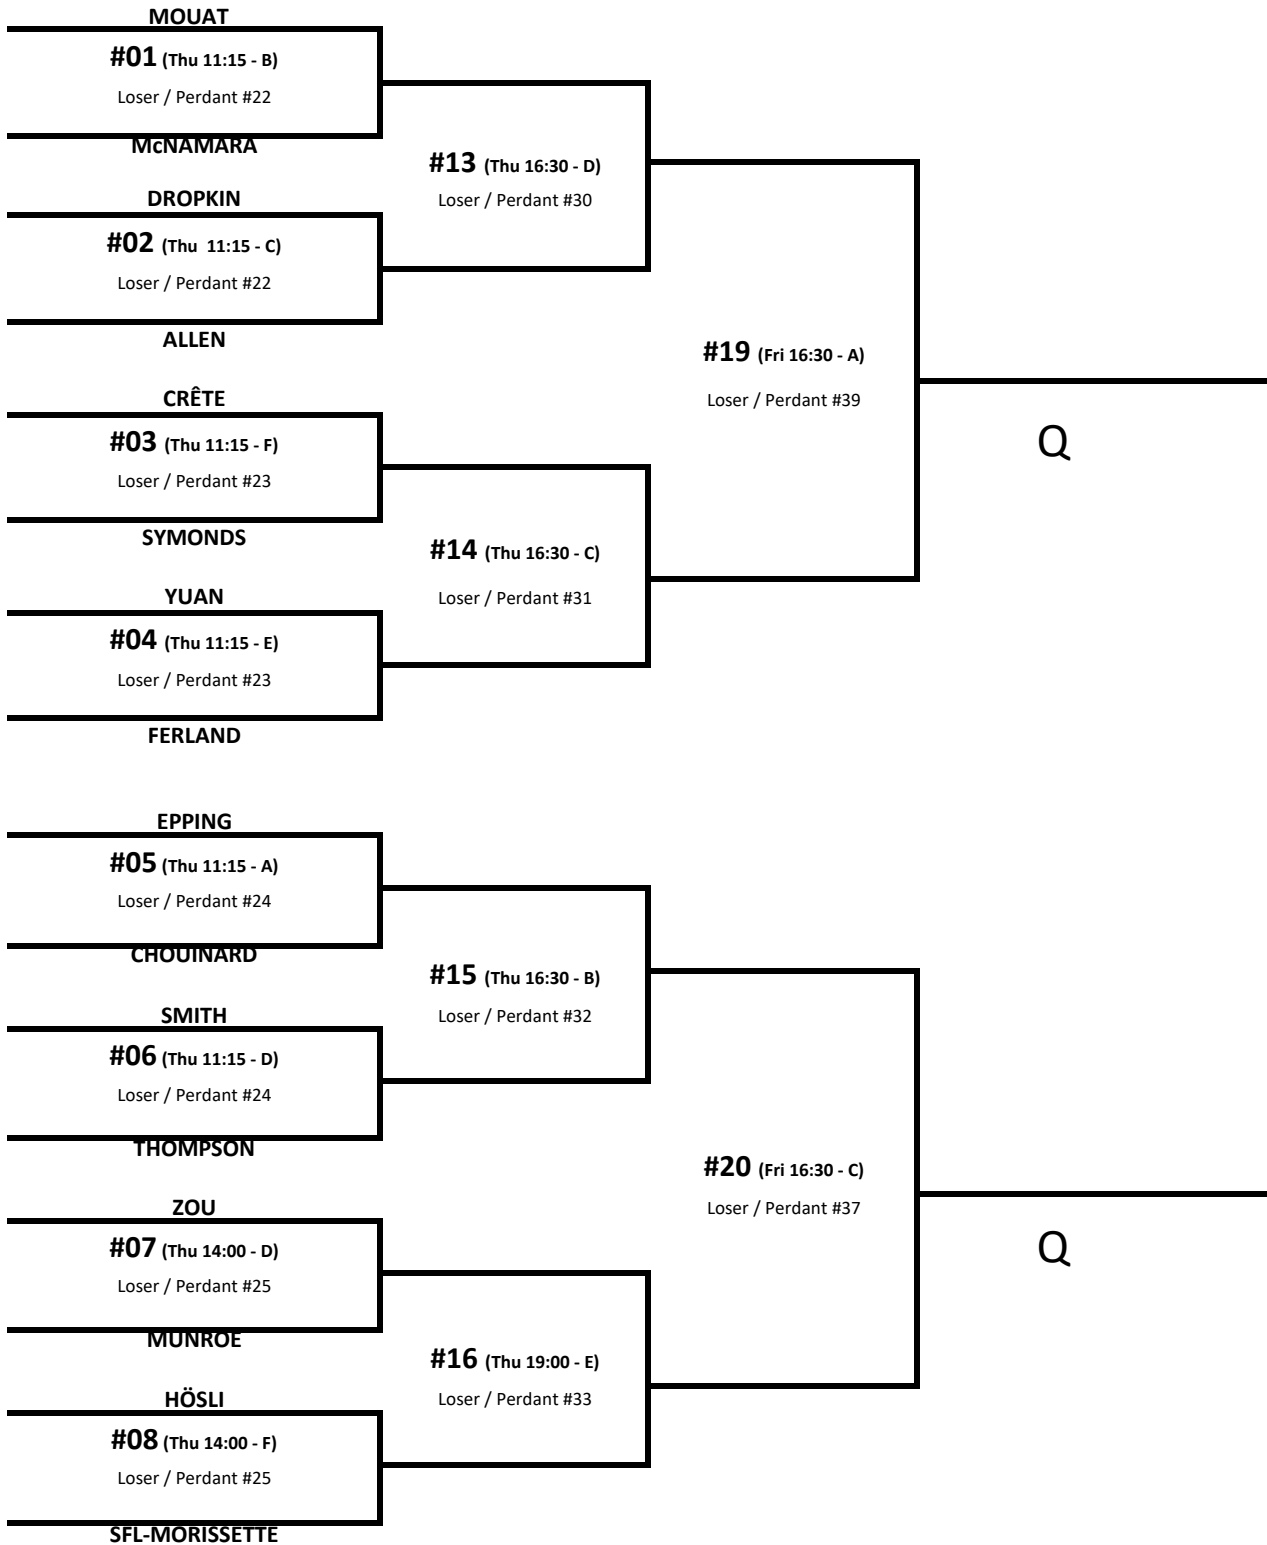 MOUAT
#01 (Thu 11:15 - B)
Loser / Perdant #22
McNAMARA
DROPKIN
#02 (Thu  11:15 - C)
Loser / Perdant #22
ALLEN
#13 (Thu 16:30 - D)
Loser / Perdant #30
CRÊTE
#03 (Thu 11:15 - F)
Loser / Perdant #23
SYMONDS
YUAN
#04 (Thu 11:15 - E)
Loser / Perdant #23
FERLAND
#14 (Thu 16:30 - C)
Loser / Perdant #31
#19 (Fri 16:30 - A)
Loser / Perdant #39
Q
EPPING
#05 (Thu 11:15 - A)
Loser / Perdant #24
CHOUINARD
SMITH
#06 (Thu 11:15 - D)
Loser / Perdant #24
THOMPSON
#15 (Thu 16:30 - B)
Loser / Perdant #32
ZOU
#07 (Thu 14:00 - D)
Loser / Perdant #25
MUNROE
HÖSLI
#08 (Thu 14:00 - F)
Loser / Perdant #25
SFL-MORISSETTE
#16 (Thu 19:00 - E)
Loser / Perdant #33
#20 (Fri 16:30 - C)
Loser / Perdant #37
Q